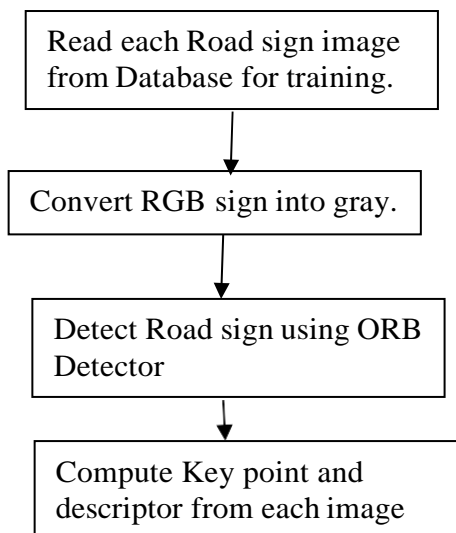 Read each Road sign image
from Database for training.
Convert RGB sign into gray.
Detect Road sign using ORB
Detector
Compute Key point and
descriptor from each image